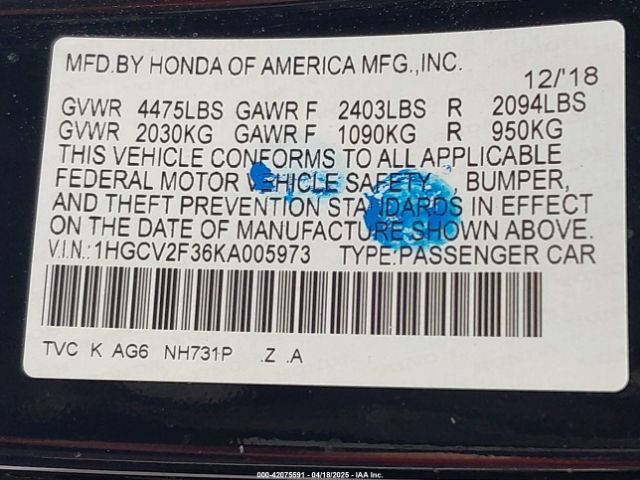 MFD.BY HONDA OF AMERICA MFG.,INC.
12/'18
GVWR 4475LBS GAWR F 2403LBS R 2094LBS
GVWR 2030KG GAWR F 1090KG R 950KG
THIS VEHICLE CONFORMS TO ALL APPLICABLE
FEDERAL MOTOR VEHICLE SAFETY, BUMPER,
AND THEFT PREVENTION STANDARDS IN EFFECT
ON THE DATE OF MANUFACTURE SHOWN ABOVE.
V.I.N.:1HGCV2F36KA005973 TYPE:PASSENGER CAR
TVC K AG6 NH731P .Z .A
000-42075591 - 04/18/2025 - IAA Inc.